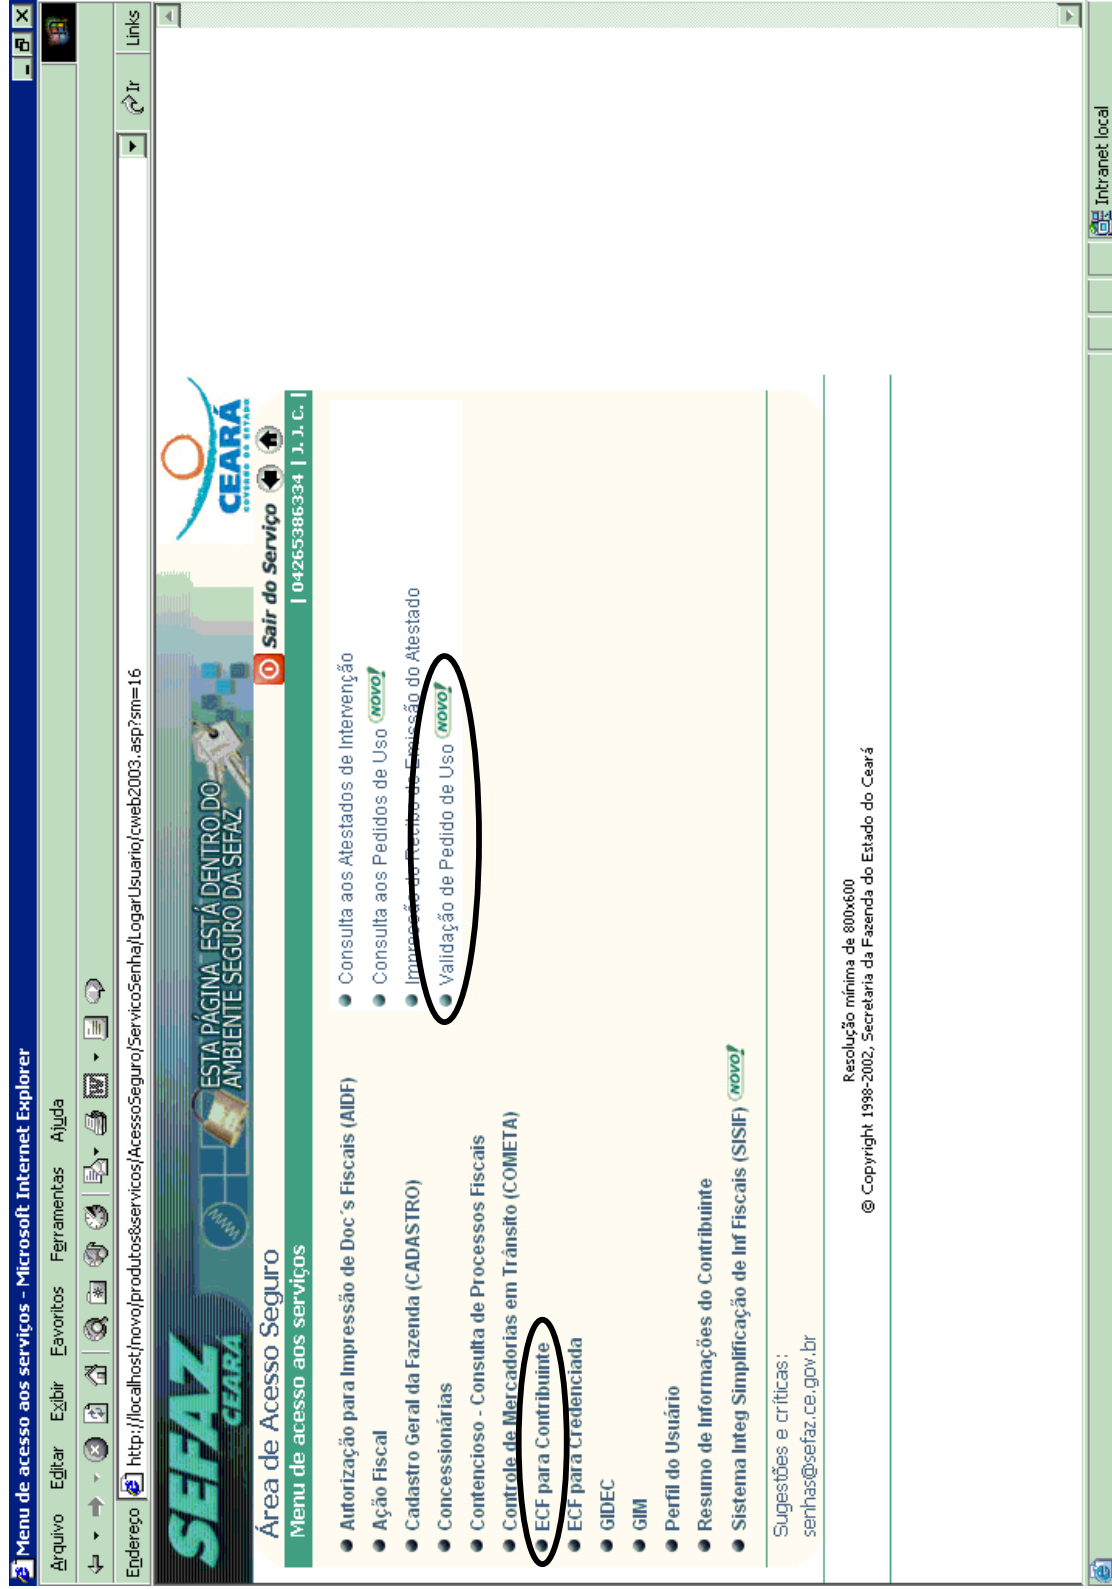 Menu de acesso aos serviços - Microsoft Internet Explorer
Arquivo Editar Exibir Favoritos Ferramentas Ajuda
Endereço http://localhost/novo/produtos&servicos/AcessoSeguro/ServicoSenha/LogarUsuario/cweb2003.asp?sm=16 Ir Links
SEFAZ
CEARÁ
ESTA PÁGINA ESTÁ DENTRO DO
AMBIENTE SEGURO DA SEFAZ
CEARÁ
GOVERNO DO ESTADO
Área de Acesso Seguro
Sair do Serviço
Menu de acesso aos serviços | 04265386334 | J. J. C. |
Autorização para Impressão de Doc´s Fiscais (AIDF)
Ação Fiscal
Cadastro Geral da Fazenda (CADASTRO)
Concessionárias
Contencioso - Consulta de Processos Fiscais
Controle de Mercadorias em Trânsito (COMETA)
ECF para Contribuinte
ECF para Credenciada
GIDEC
GIM
Perfil do Usuário
Resumo de Informações do Contribuinte
Sistema Integ Simplificação de Inf Fiscais (SISIF) NOVO!
Consulta aos Atestados de Intervenção
Consulta aos Pedidos de Uso NOVO!
Impressão do Recibo de Emissão do Atestado
Validação de Pedido de Uso NOVO!
Sugestões e críticas:
senhas@sefaz.ce.gov.br
Resolução mínima de 800x600
© Copyright 1998-2002, Secretaria da Fazenda do Estado do Ceará
Intranet local